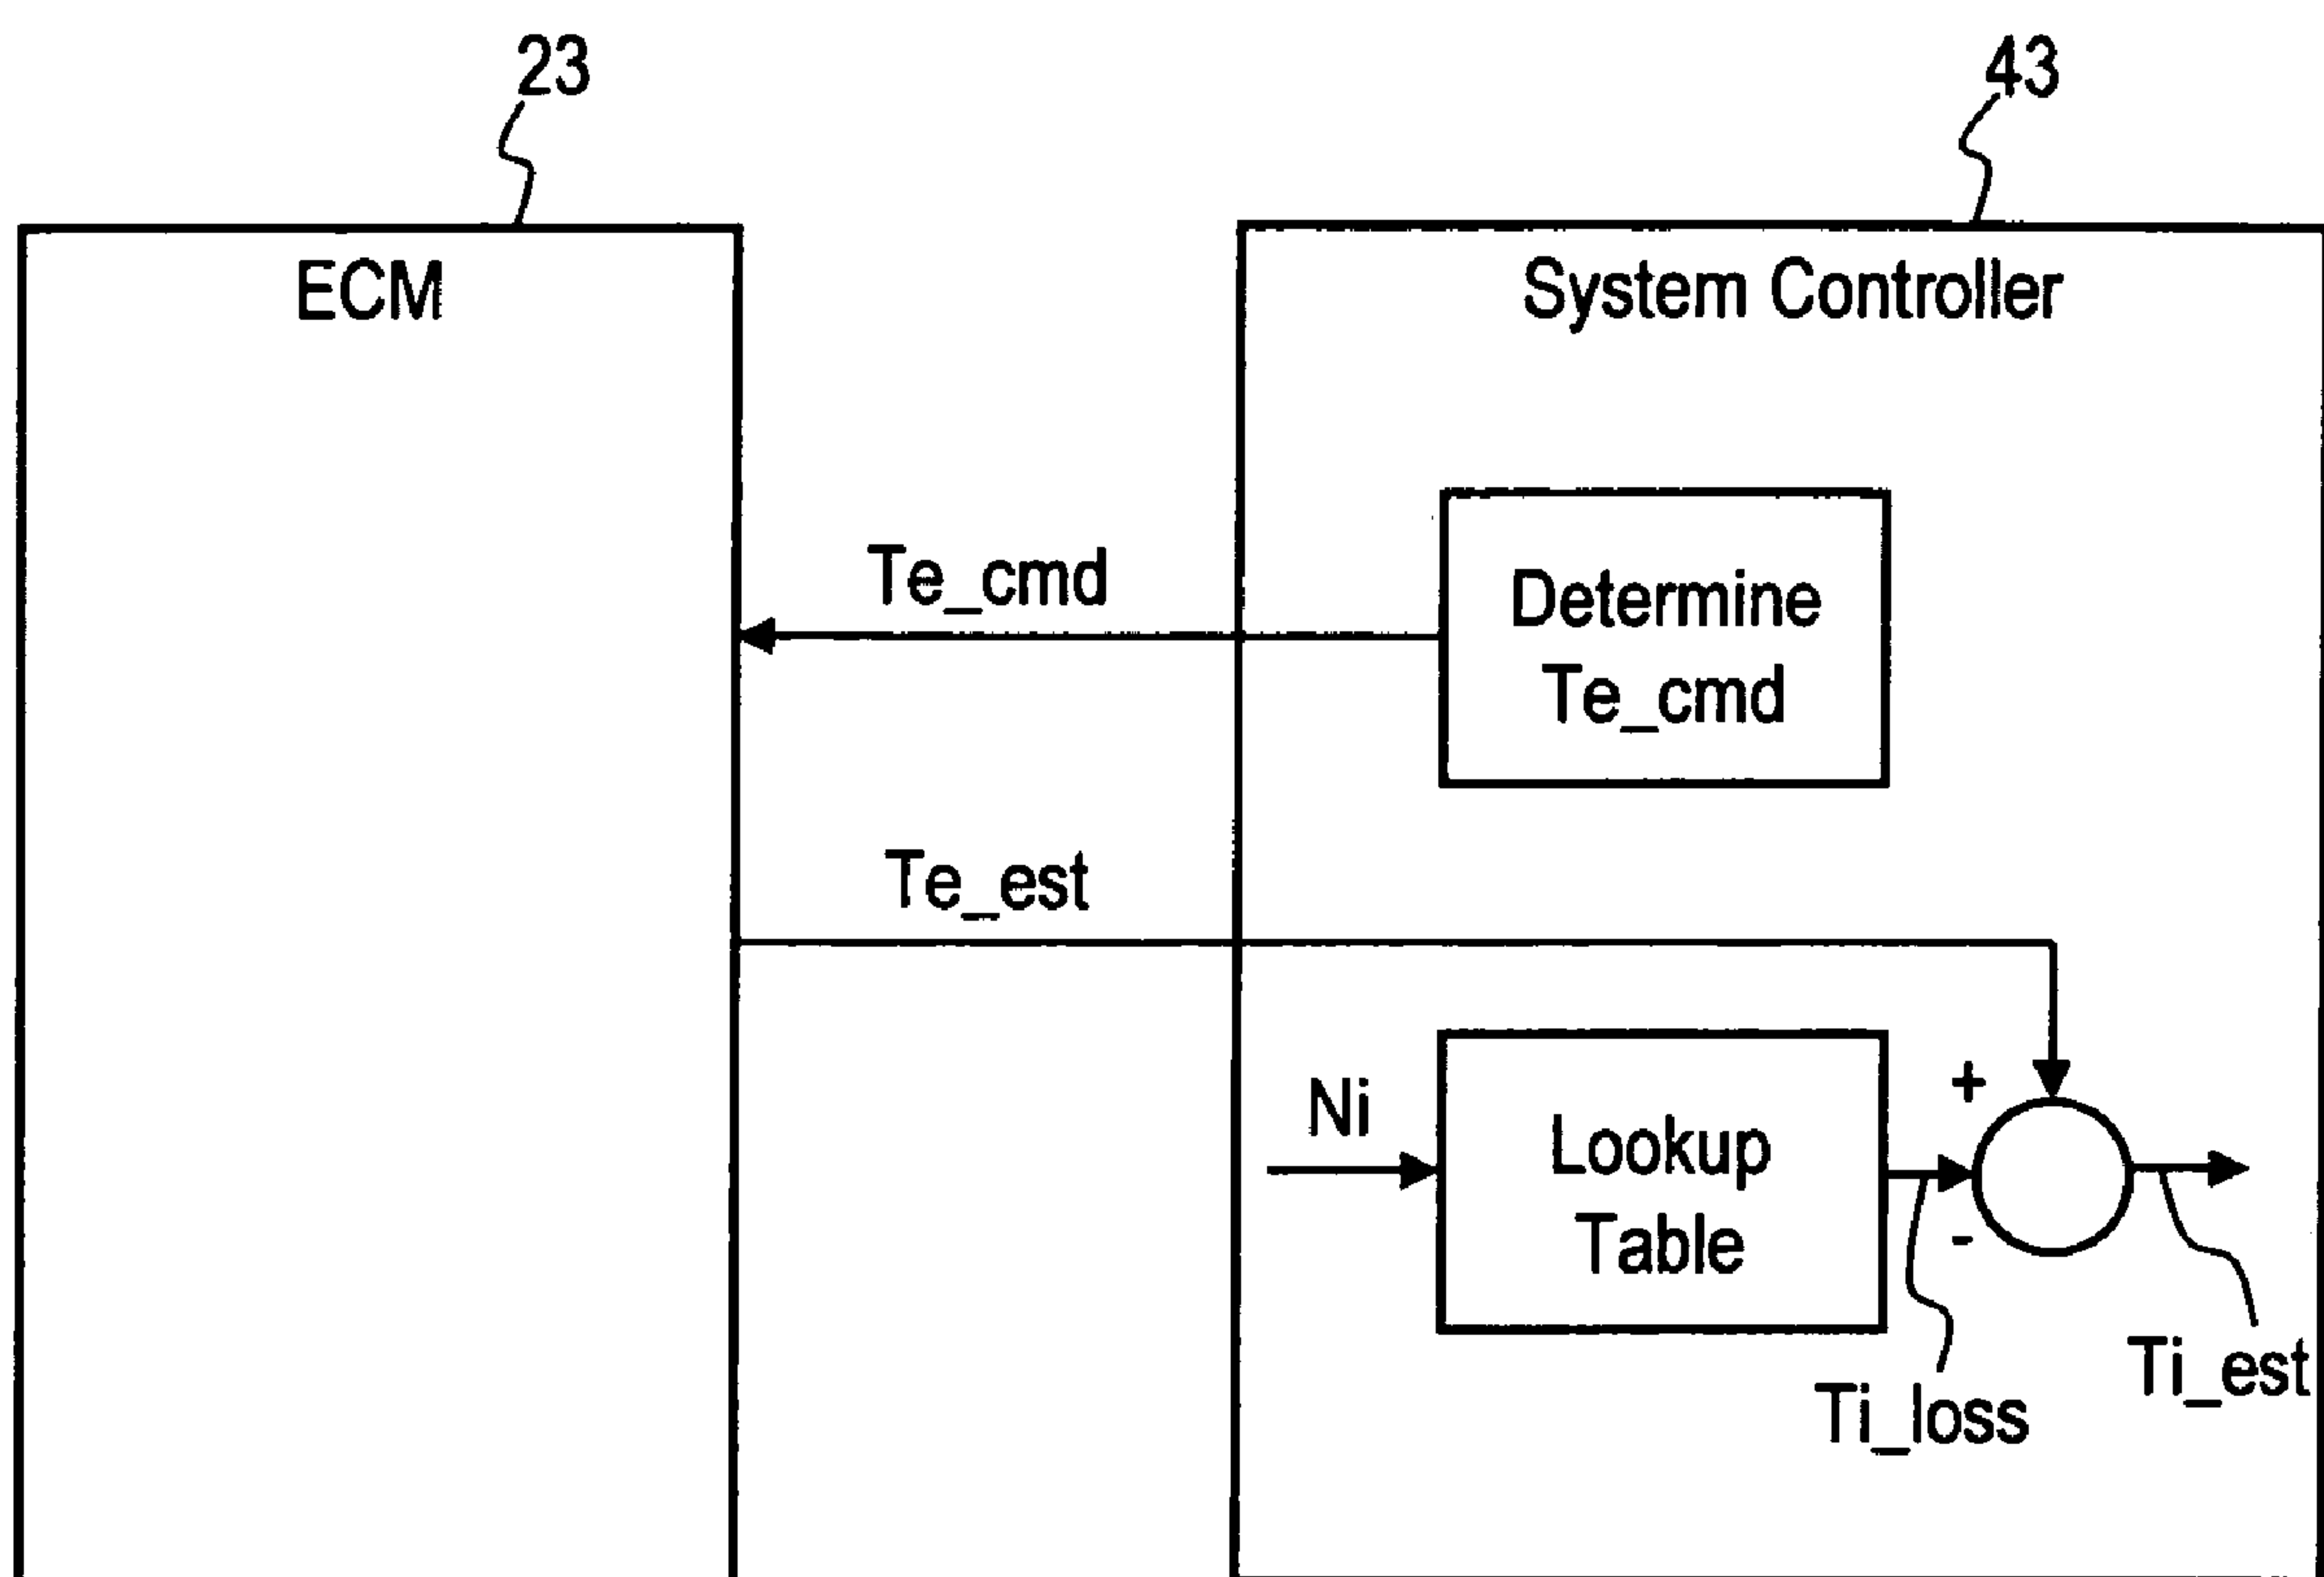 23
43
ECM
System Controller
Te_cmd
Determine
Te_cmd
Te_est
Ni
Lookup
Table
+
-
Ti_loss
Ti_est